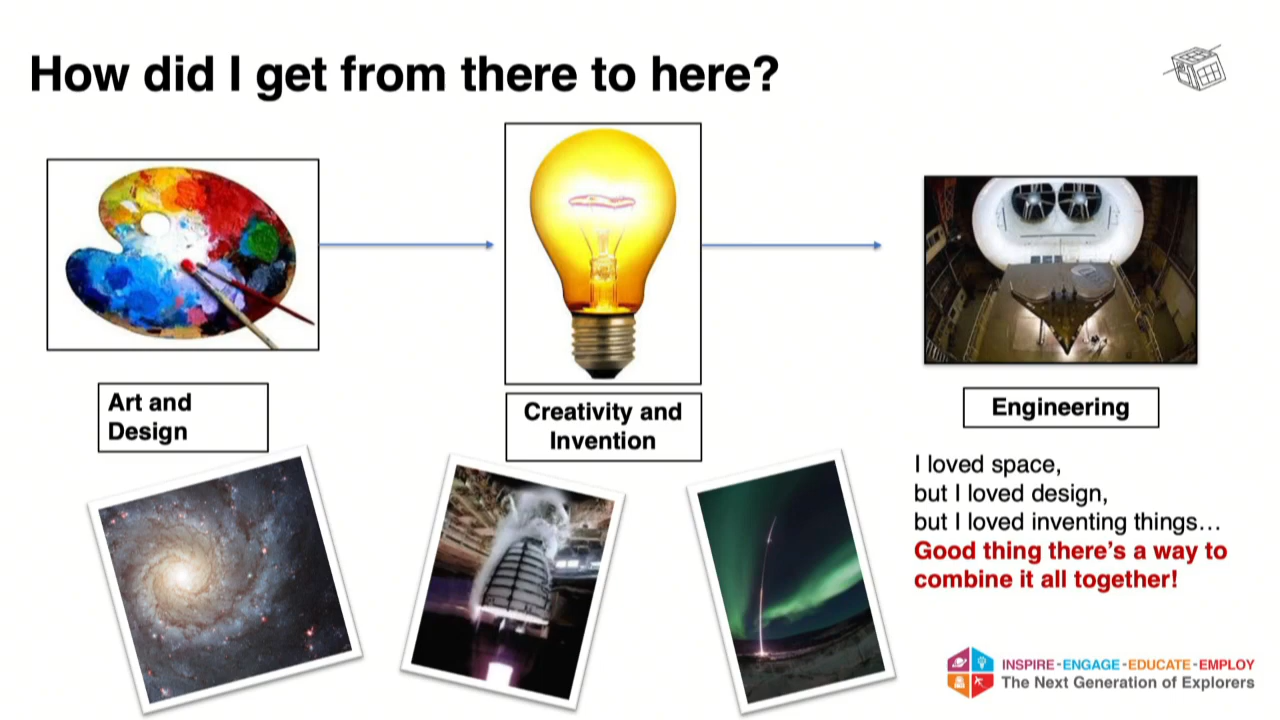 How did I get from there to here?
Art and
Design
Creativity and
Invention
Engineering
I loved space,
but I loved design,
but I loved inventing things…
Good thing there's a way to
combine it all together!
INSPIRE - ENGAGE - EDUCATE - EMPLOY
The Next Generation of Explorers